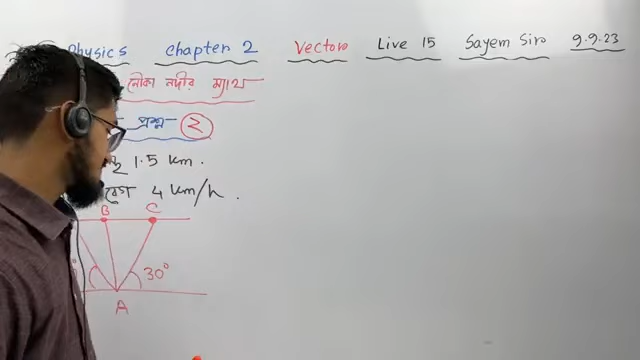 Physics chapter 2 Vector Live 15 Sayem Sir 9.9.23
নৌকা নদীর ম্যাথ
প্রশ্ন- ২
1.5 km.
বেগ 4 km/h.
B C
30°
A